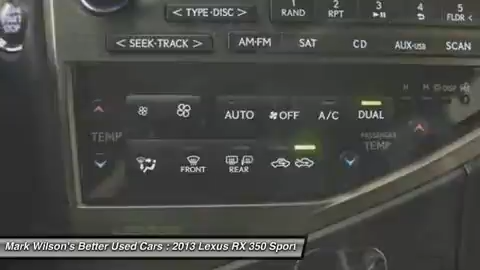 < TYPE•DISC >
1 2 3 4 5
RAND RPT FLDR <
< SEEK•TRACK > AM•FM SAT CD AUX•USB SCAN
AUTO OFF A/C DUAL
TEMP
PASSENGER
TEMP
FRONT REAR
Mark Wilson's Better Used Cars : 2013 Lexus RX 350 Sport